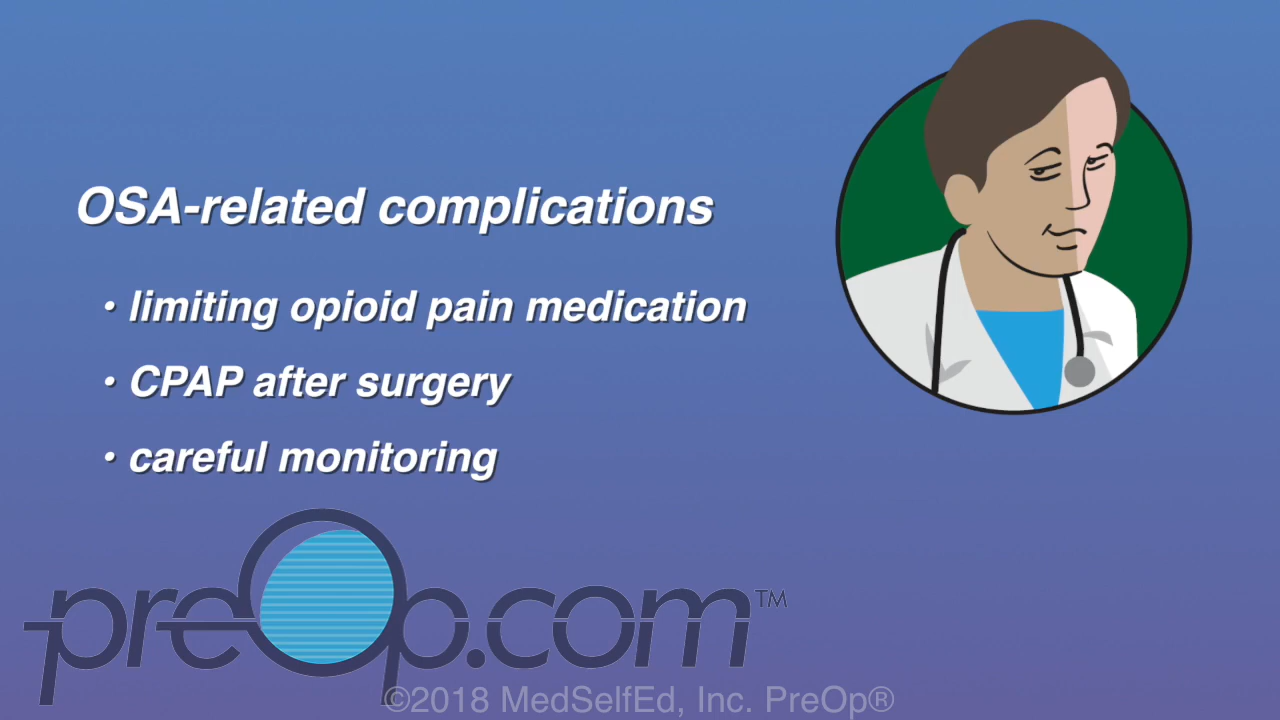 OSA-related complications
• limiting opioid pain medication
• CPAP after surgery
• careful monitoring
preOp.com™
©2018 MedSelfEd, Inc. PreOp®